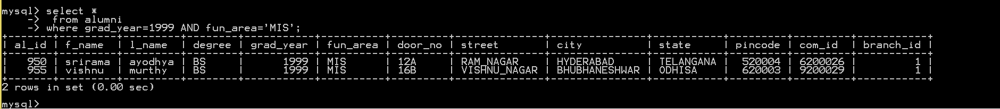 mysql> select *
    ->  from alumni
    -> where grad_year=1999 AND fun_area='MIS';
+-------+---------+---------+--------+-----------+----------+---------+--------------+---------------+-----------+---------+---------+-----------+
| al_id | f_name  | l_name  | degree | grad_year | fun_area | door_no | street       | city          | state     | pincode | com_id  | branch_id |
+-------+---------+---------+--------+-----------+----------+---------+--------------+---------------+-----------+---------+---------+-----------+
|   950 | srirama | ayodhya | BS     |      1999 | MIS      | 12A     | RAM_NAGAR    | HYDERABAD     | TELANGANA |  520004 | 6200026 |         1 |
|   955 | vishnu  | murthy  | BS     |      1999 | MIS      | 16B     | VISHNU_NAGAR | BHUBHANESHWAR | ODHISA    |  620003 | 9200029 |         1 |
+-------+---------+---------+--------+-----------+----------+---------+--------------+---------------+-----------+---------+---------+-----------+
2 rows in set (0.00 sec)
mysql>